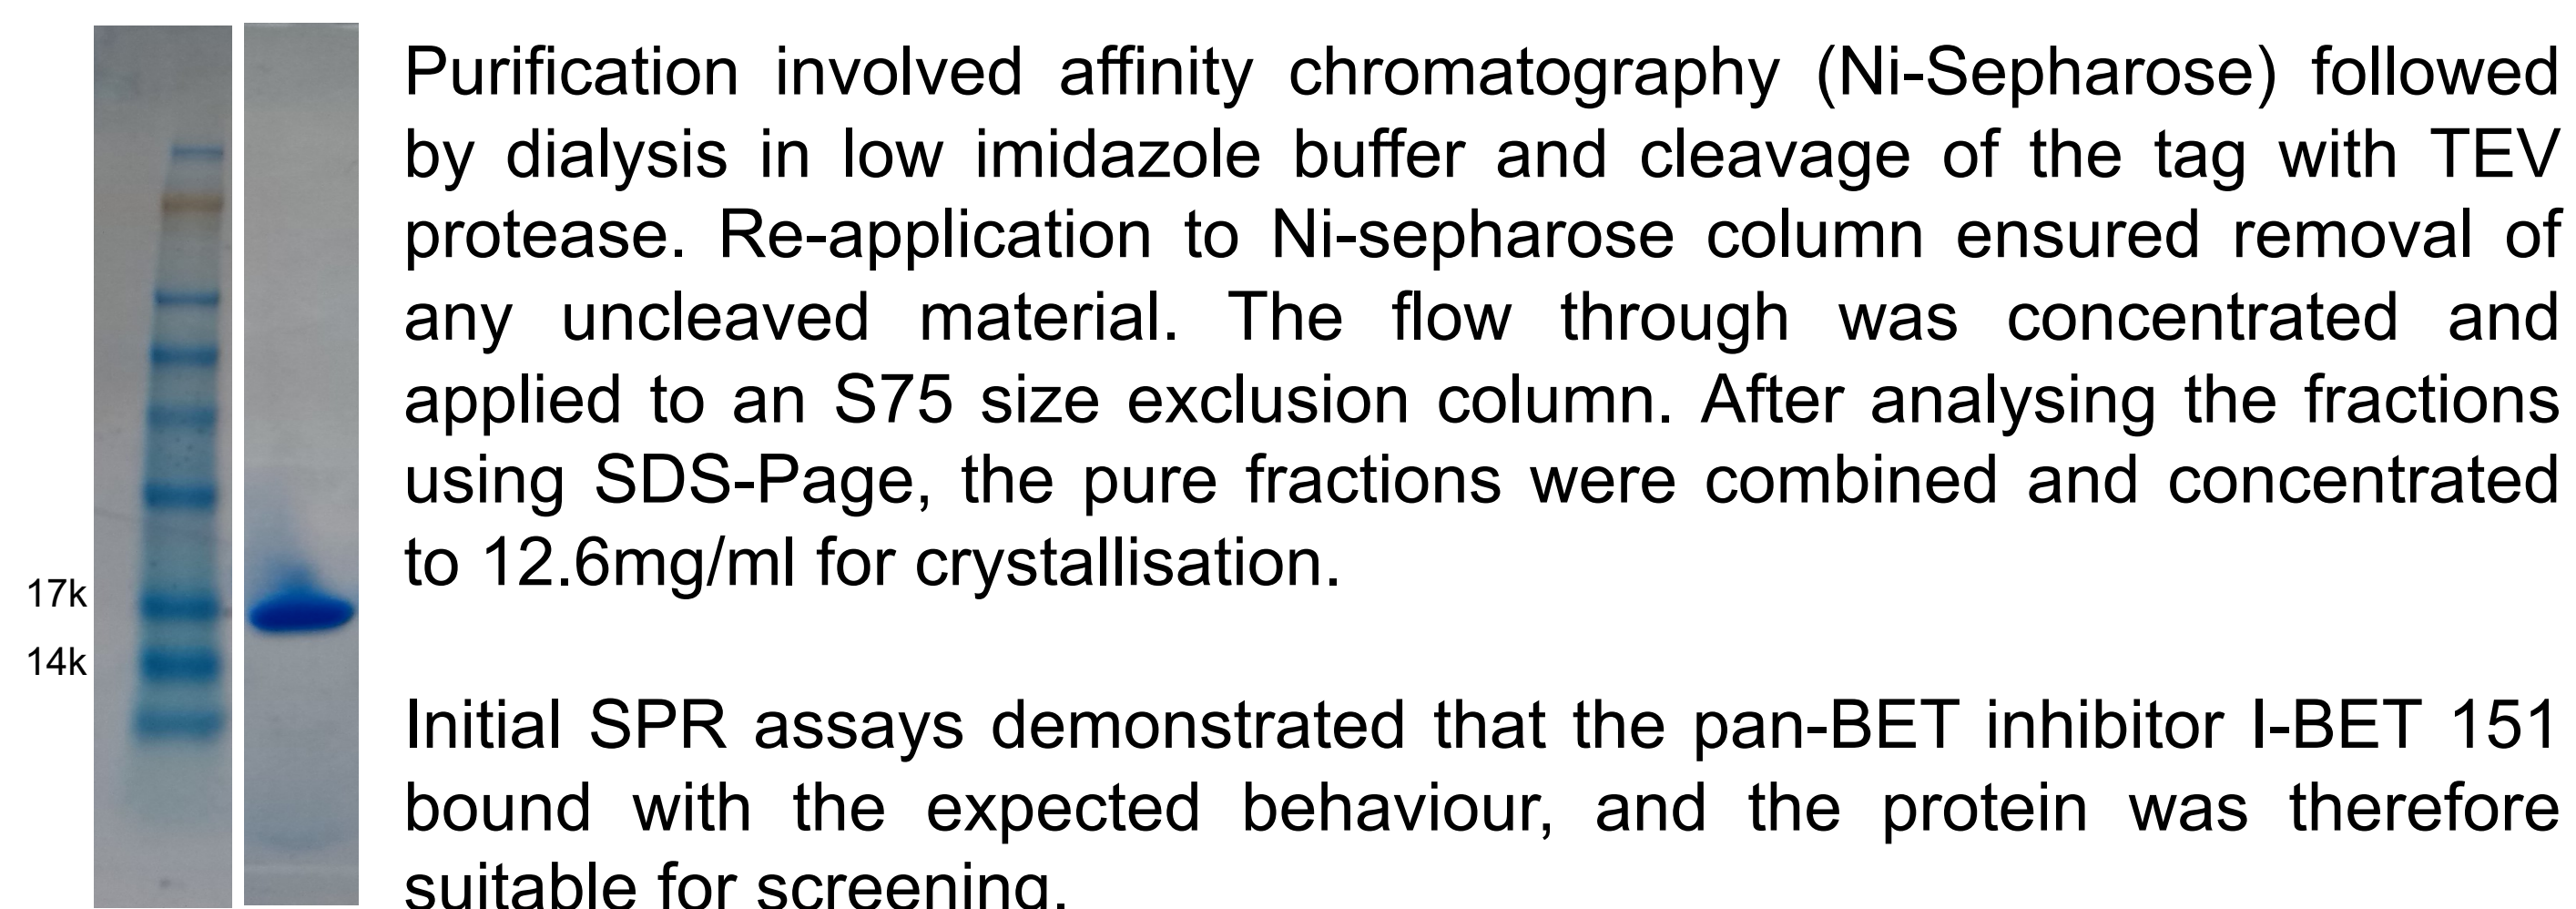 Purification involved affinity chromatography (Ni-Sepharose) followed
by dialysis in low imidazole buffer and cleavage of the tag with TEV
protease. Re-application to Ni-sepharose column ensured removal of
any uncleaved material. The flow through was concentrated and
applied to an S75 size exclusion column. After analysing the fractions
using SDS-Page, the pure fractions were combined and concentrated
to 12.6mg/ml for crystallisation.
17k
14k
Initial SPR assays demonstrated that the pan-BET inhibitor I-BET 151
bound with the expected behaviour, and the protein was therefore
suitable for screening.